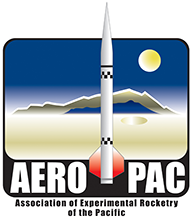 AERO PAC
Association of Experimental Rocketry
of the Pacific